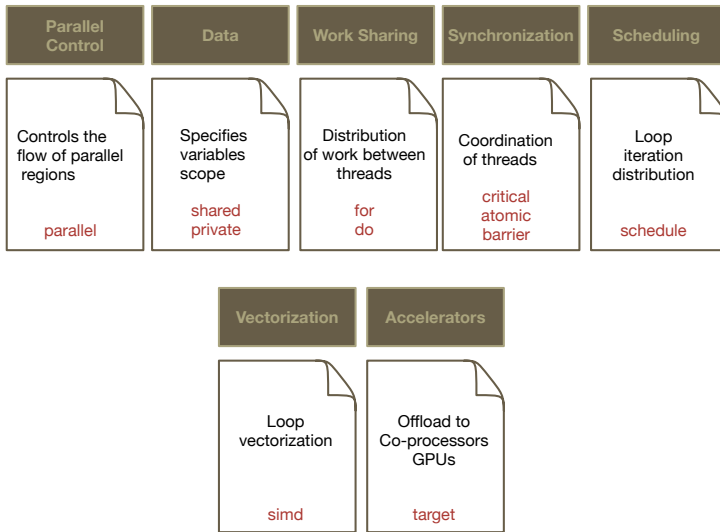 Parallel
Control
Data
Work Sharing
Synchronization
Scheduling
Controls the
flow of parallel
regions
parallel
Specifies
variables
scope
shared
private
Distribution
of work between
threads
for
do
Coordination
of threads
critical
atomic
barrier
Loop
iteration
distribution
schedule
Vectorization
Accelerators
Loop
vectorization
simd
Offload to
Co-processors
GPUs
target